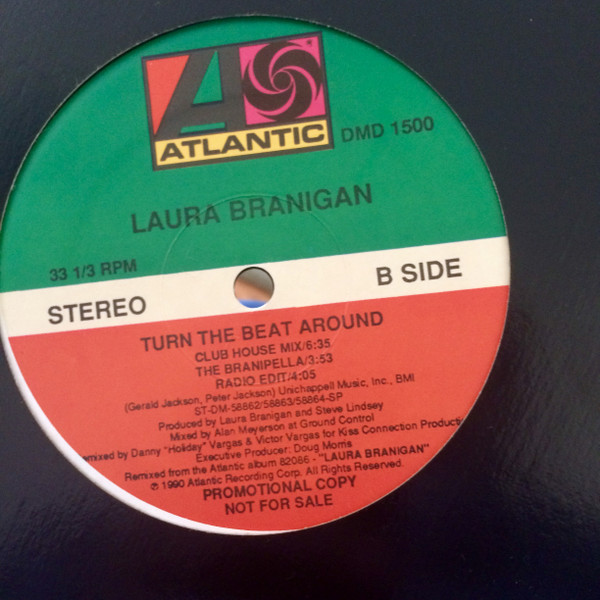 ATLANTIC
DMD 1500
LAURA BRANIGAN
33 1/3 RPM
STEREO
B SIDE
TURN THE BEAT AROUND
CLUB HOUSE MIX/6:35
THE BRANIPELLA/3:53
RADIO EDIT/4:05
(Gerald Jackson, Peter Jackson) Unichappell Music, Inc., BMI
ST-DM-58862/58863/58864-SP
Produced by Laura Branigan and Steve Lindsey
Mixed by Alan Meyerson at Ground Control
emixed by Danny "Holiday" Vargas & Victor Vargas for Kiss Connection Producti
Executive Producer: Doug Morris
Remixed from the Atlantic album 82086 - "LAURA BRANIGAN"
℗ 1990 Atlantic Recording Corp. All Rights Reserved.
PROMOTIONAL COPY
NOT FOR SALE